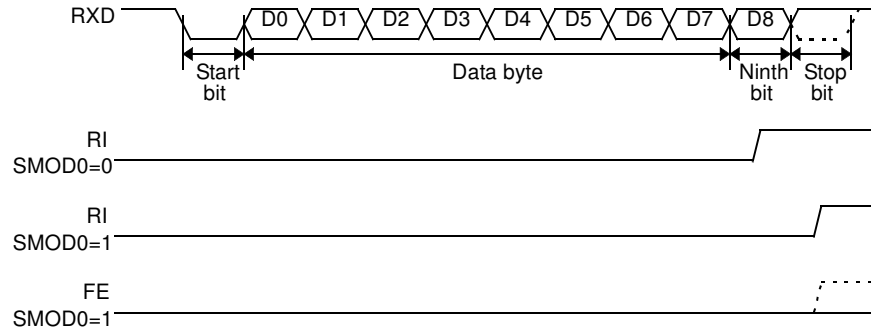 RXD D0 D1 D2 D3 D4 D5 D6 D7 D8
Start bit Data byte Ninth bit Stop bit
RI
SMOD0=0
RI
SMOD0=1
FE
SMOD0=1